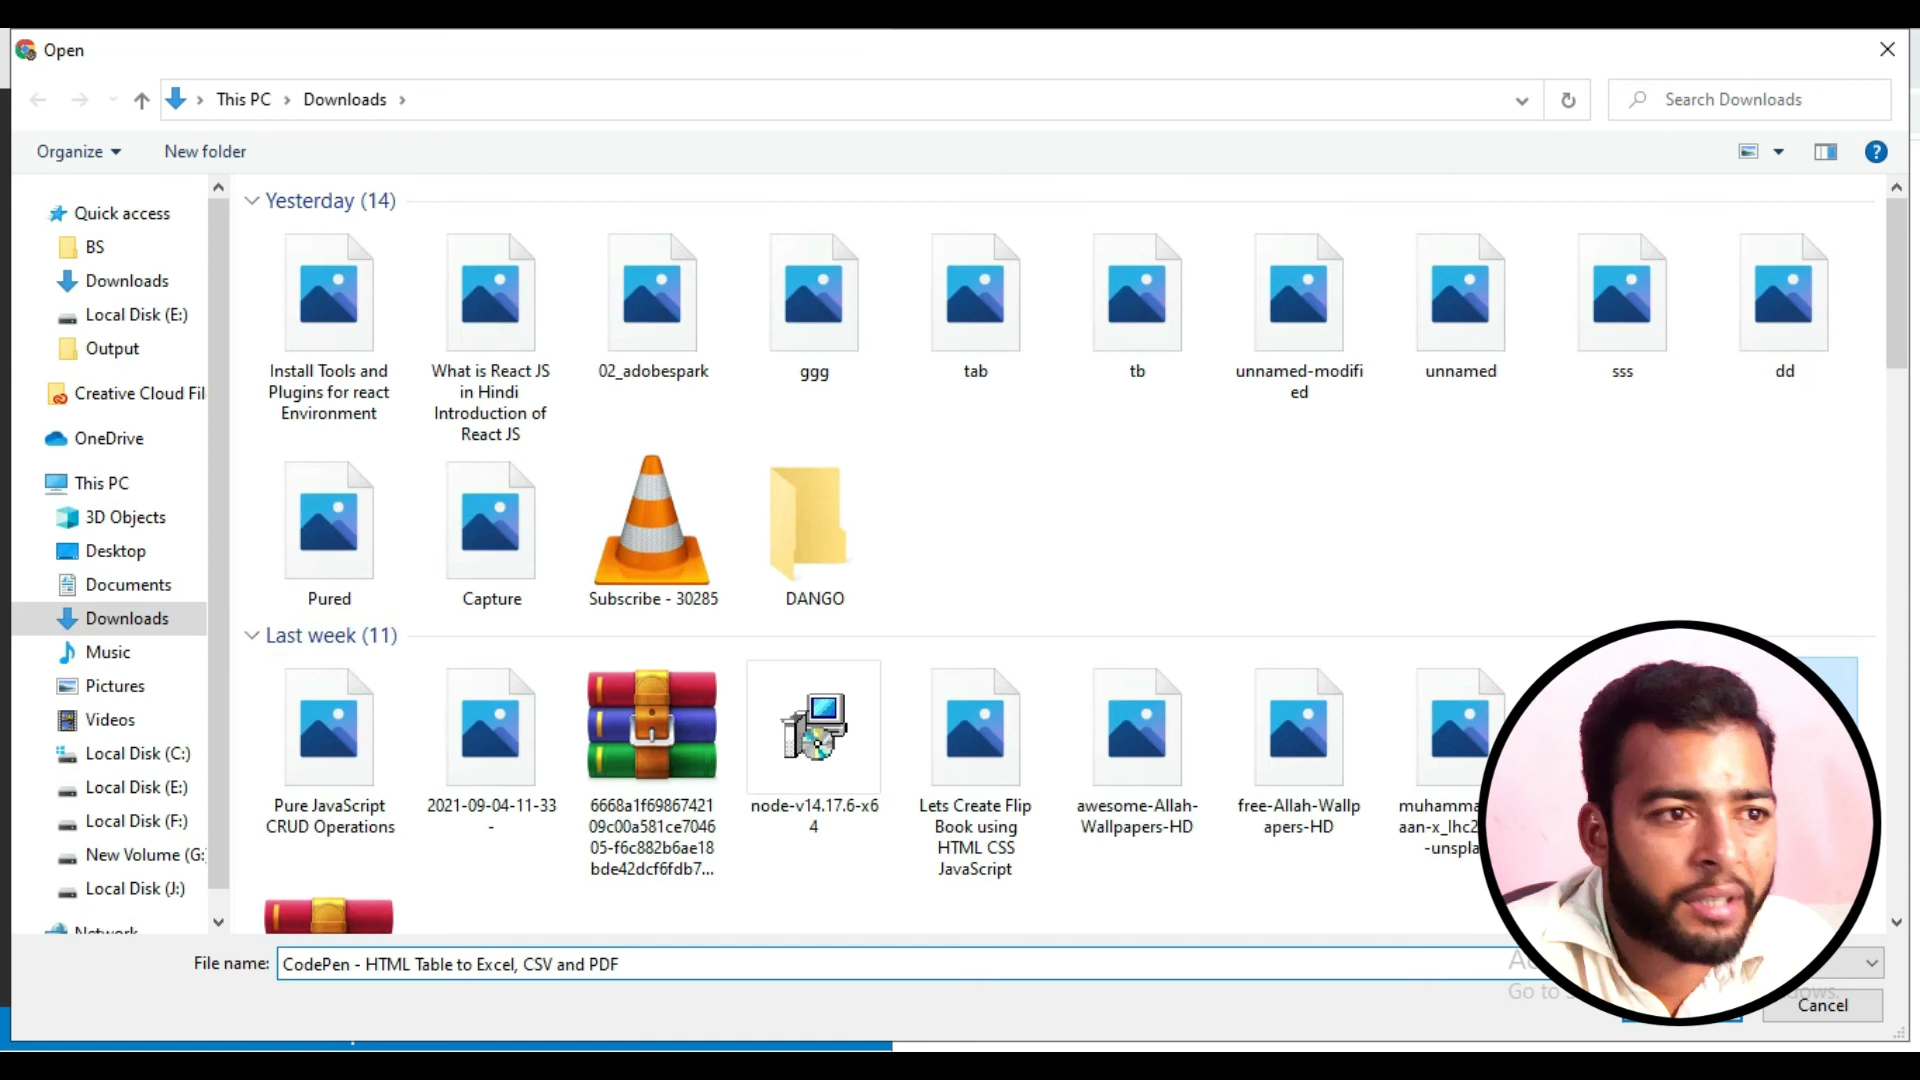 Open
This PC
Downloads
Search Downloads
Organize
New folder
Quick access
BS
Downloads
Local Disk (E:)
Output
Creative Cloud Fil
OneDrive
This PC
3D Objects
Desktop
Documents
Downloads
Music
Pictures
Videos
Local Disk (C:)
Local Disk (E:)
Local Disk (F:)
New Volume (G:
Local Disk (J:)
Network
Yesterday (14)
Install Tools and
Plugins for react
Environment
What is React JS
in Hindi
Introduction of
React JS
02_adobespark
ggg
tab
tb
unnamed-modifi
ed
unnamed
sss
dd
Pured
Capture
Subscribe - 30285
DANGO
Last week (11)
Pure JavaScript
CRUD Operations
2021-09-04-11-33
-
6668a1f69867421
09c00a581ce7046
05-f6c882b6ae18
bde42dcf6fdb7...
node-v14.17.6-x6
4
Lets Create Flip
Book using
HTML CSS
JavaScript
awesome-Allah-
Wallpapers-HD
free-Allah-Wallp
apers-HD
muhamma
aan-x_lhc2
-unspla
File name:
CodePen - HTML Table to Excel, CSV and PDF
Go to
Cancel